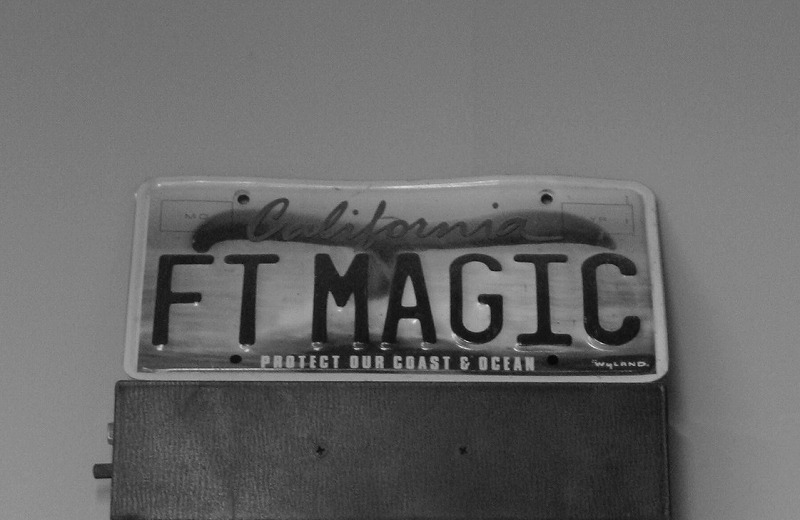 California
FT MAGIC
PROTECT OUR COAST & OCEAN
WYLAND.